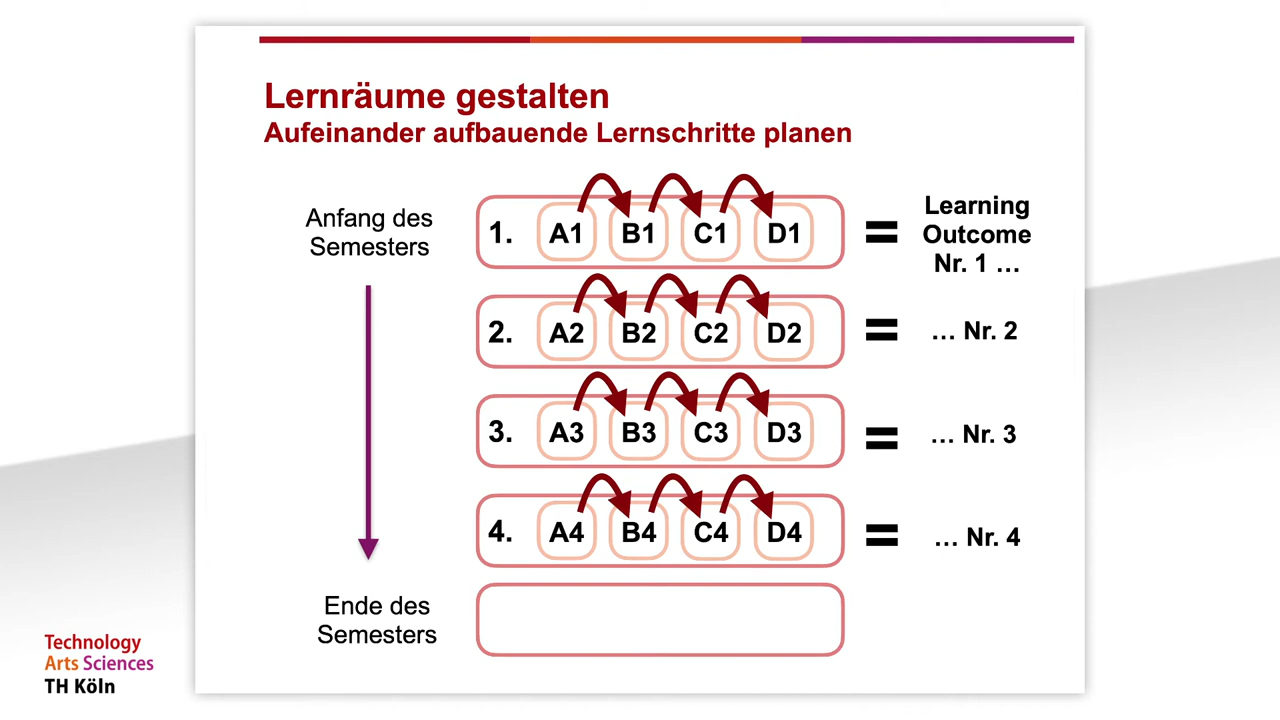 Lernräume gestalten
Aufeinander aufbauende Lernschritte planen
Anfang des
Semesters
1. A1 B1 C1 D1 = Learning
Outcome
Nr. 1 …
2. A2 B2 C2 D2 = … Nr. 2
3. A3 B3 C3 D3 = … Nr. 3
4. A4 B4 C4 D4 = … Nr. 4
Ende des
Semesters
Technology
Arts Sciences
TH Köln